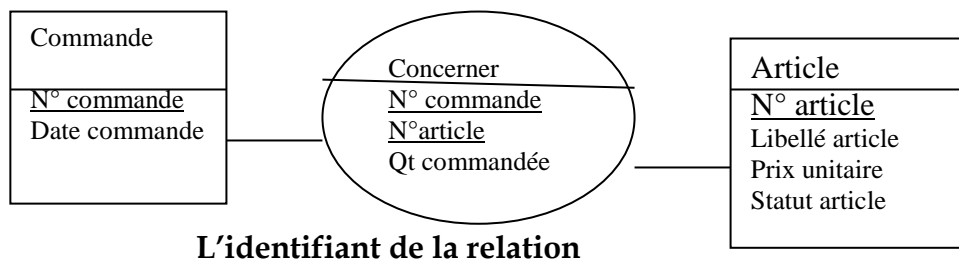 Commande
N° commande
Date commande
Concerner
N° commande
N°article
Qt commandée
Article
N° article
Libellé article
Prix unitaire
Statut article
L'identifiant de la relation